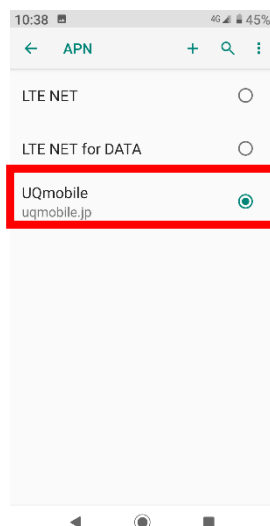 10:38 4G 45%
APN
LTE NET
LTE NET for DATA
UQmobile
uqmobile.jp